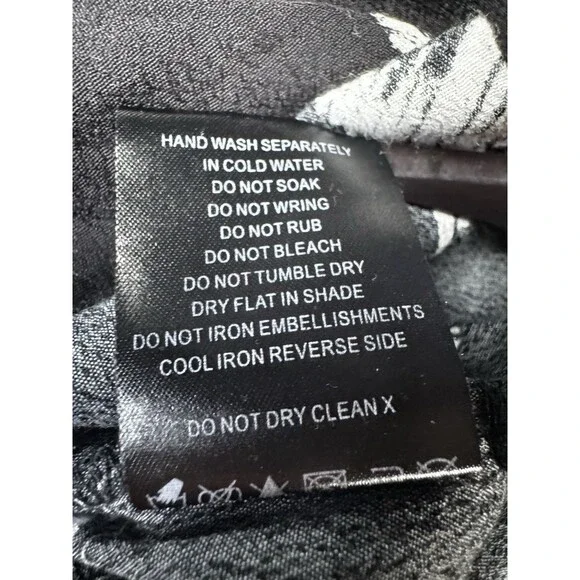 HAND WASH SEPARATELY
IN COLD WATER
DO NOT SOAK
DO NOT WRING
DO NOT RUB
DO NOT BLEACH
DO NOT TUMBLE DRY
DRY FLAT IN SHADE
DO NOT IRON EMBELLISHMENTS
COOL IRON REVERSE SIDE
DO NOT DRY CLEAN X